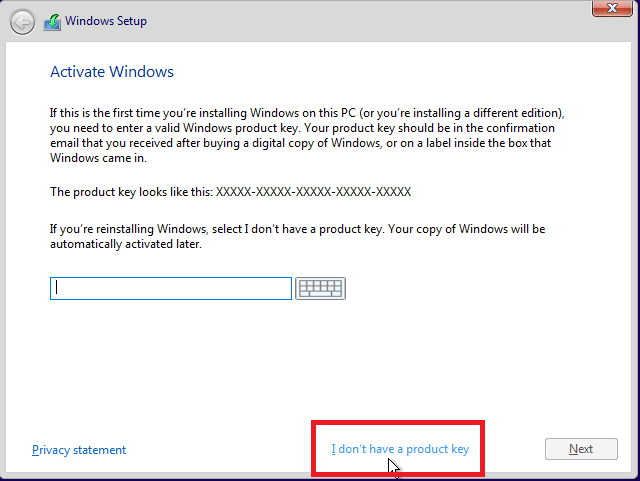 Windows Setup
Activate Windows
If this is the first time you're installing Windows on this PC (or you're installing a different edition),
you need to enter a valid Windows product key. Your product key should be in the confirmation
email that you received after buying a digital copy of Windows, or on a label inside the box that
Windows came in.
The product key looks like this: XXXXX-XXXXX-XXXXX-XXXXX-XXXXX
If you're reinstalling Windows, select I don't have a product key. Your copy of Windows will be
automatically activated later.
Privacy statement
I don't have a product key
Next